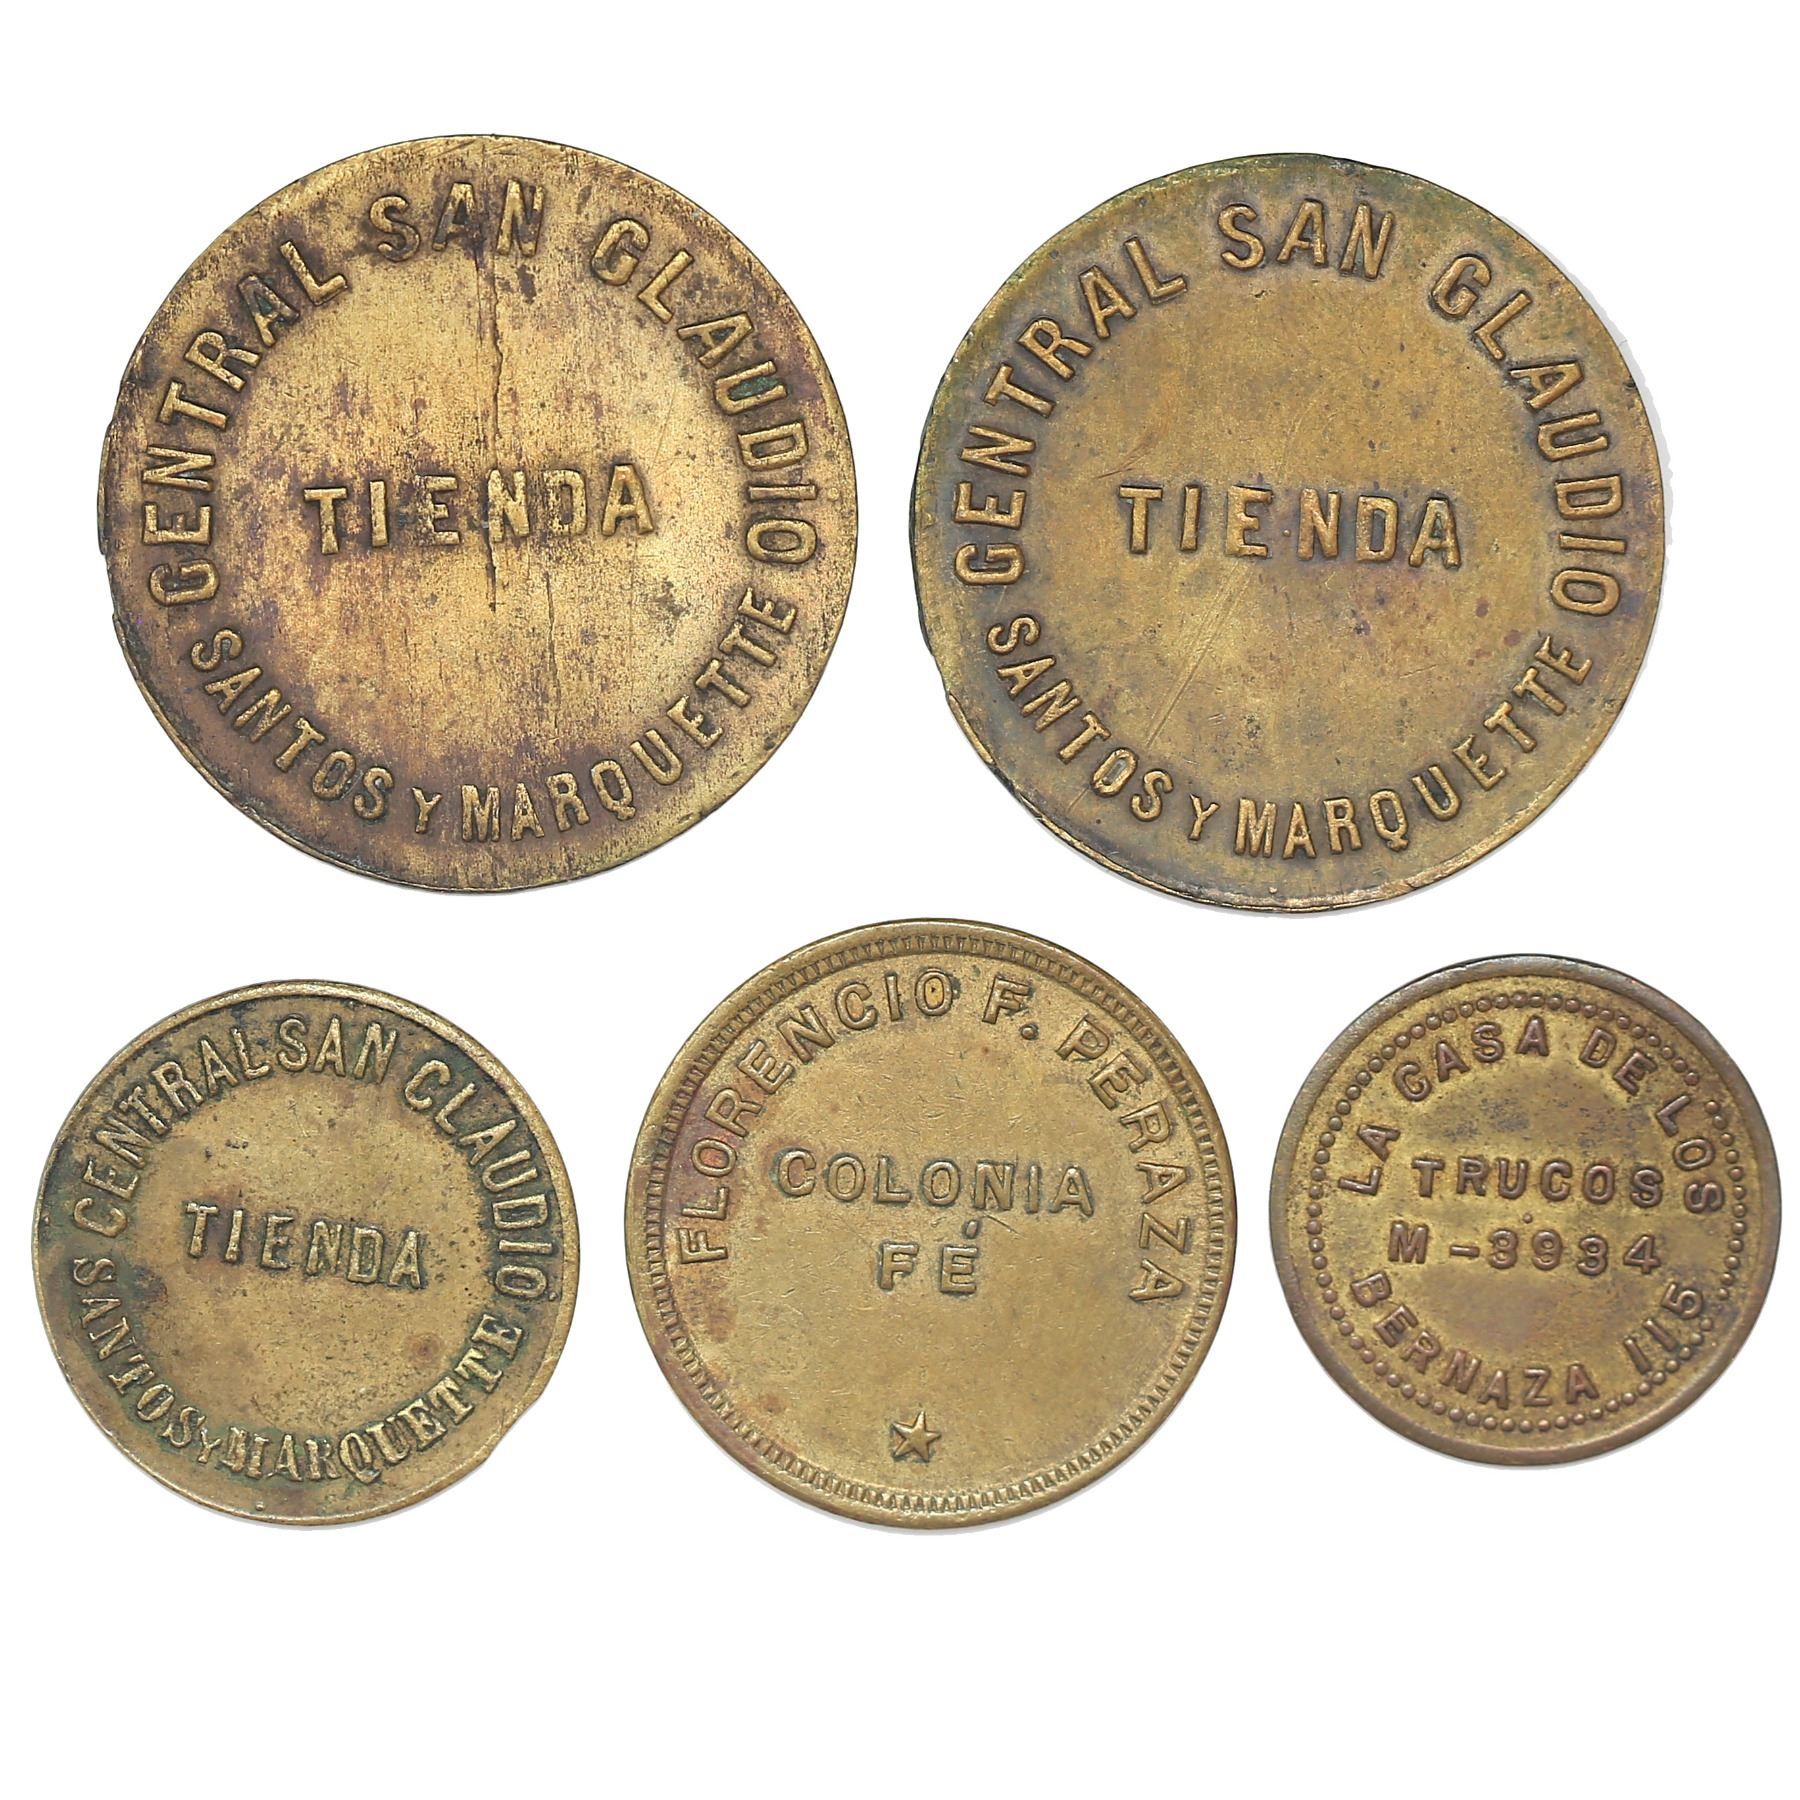 CENTRAL SAN CLAUDIO
TIENDA
SANTOS Y MARQUETTE
CENTRAL SAN CLAUDIO
TIENDA
SANTOS Y MARQUETTE
CENTRAL SAN CLAUDIO
TIENDA
SANTOS Y MARQUETTE
FLORENCIO F. PERAZA
COLONIA
FÉ
LA CASA DE LOS
TRUCOS
M-3934
BERNAZA 115